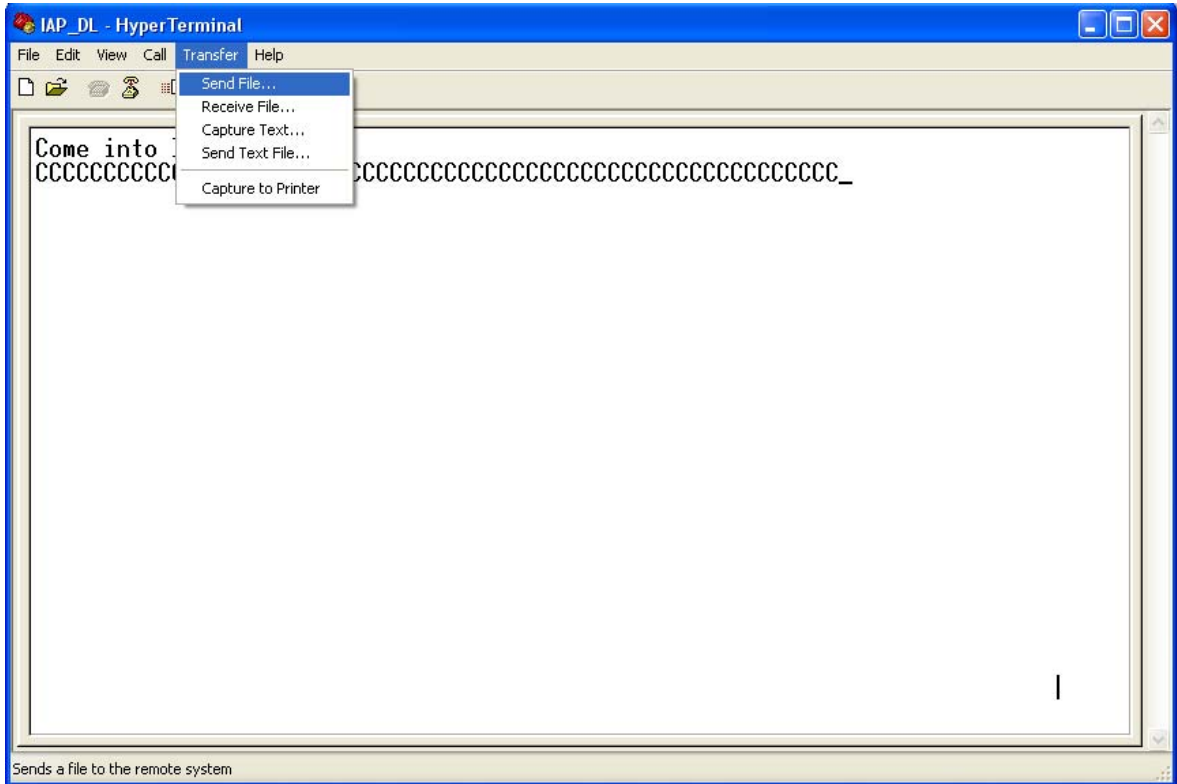 IAP_DL - HyperTerminal
File Edit View Call Transfer Help
Send File...
Receive File...
Capture Text...
Send Text File...
Capture to Printer
Come into
CCCCCCCCCC CCCCCCCCCCCCCCCCCCCCCCCCCCCCCCCCCCCC_
Sends a file to the remote system